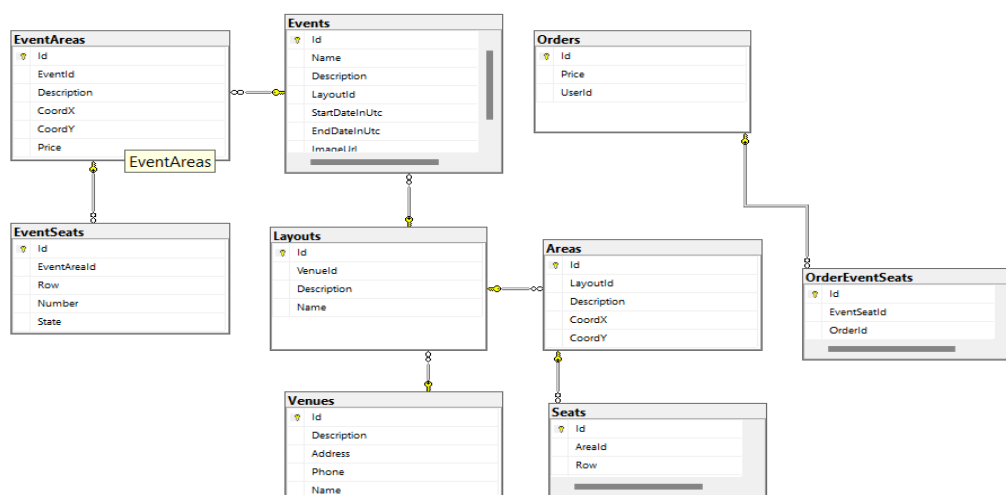 EventAreas
Id
EventId
Description
CoordX
CoordY
Price
EventAreas
Events
Id
Name
Description
LayoutId
StartDateInUtc
EndDateInUtc
ImageUrl
Orders
Id
Price
UserId
EventSeats
Id
EventAreaId
Row
Number
State
Layouts
Id
VenueId
Description
Name
Areas
Id
LayoutId
Description
CoordX
CoordY
OrderEventSeats
Id
EventSeatId
OrderId
Venues
Id
Description
Address
Phone
Name
Seats
Id
AreaId
Row